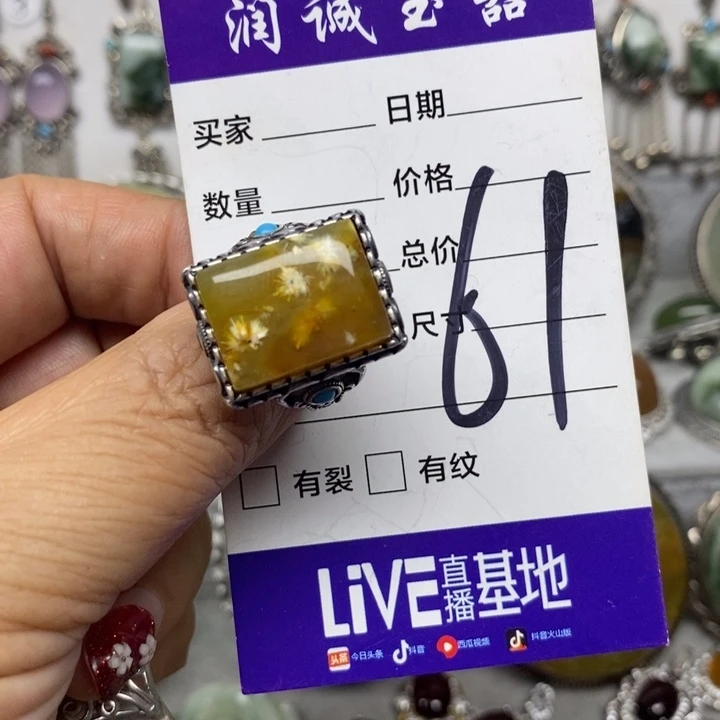 润诚玉器
买家 日期
数量 价格
总价
尺寸
61
有裂 有纹
LiVE直播基地
头条 今日头条 抖音 西瓜视频 抖音火山版